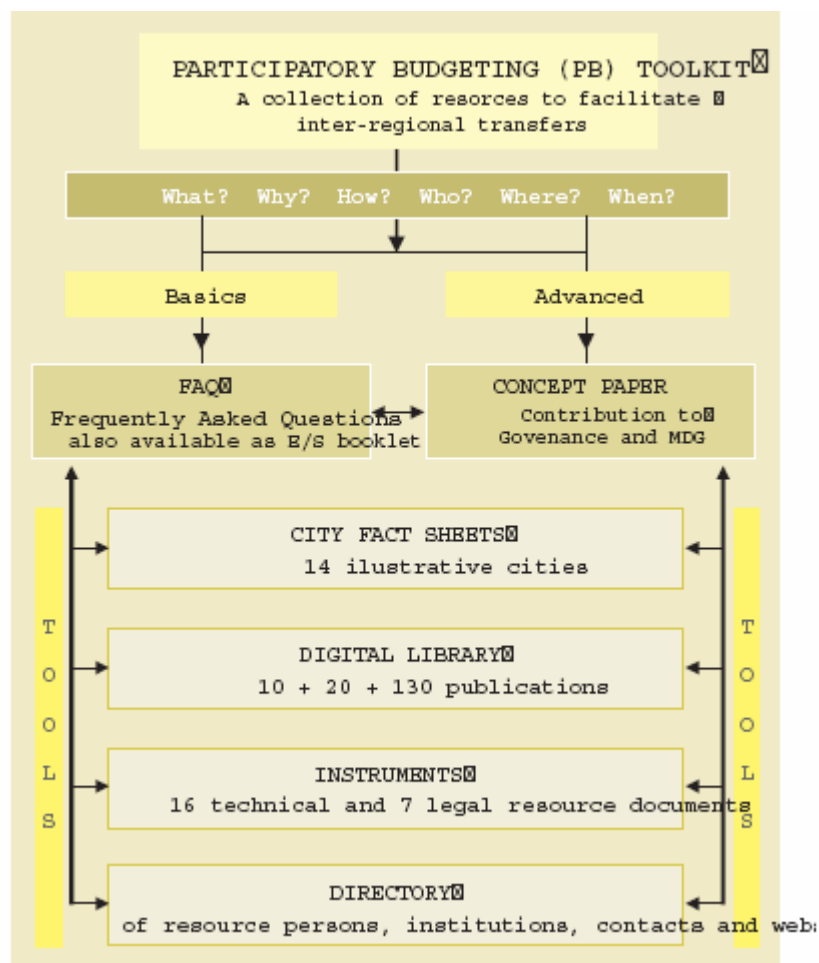 PARTICIPATORY BUDGETING (PB) TOOLKIT
A collection of resorces to facilitate
inter-regional transfers
What? Why? How? Who? Where? When?
Basics
Advanced
FAQ
Frequently Asked Questions
also available as E/S booklet
CONCEPT PAPER
Contribution to
Govenance and MDG
TOOLS
CITY FACT SHEETS
14 ilustrative cities
DIGITAL LIBRARY
10 + 20 + 130 publications
INSTRUMENTS
16 technical and 7 legal resource documents
DIRECTORY
of resource persons, institutions, contacts and web
TOOLS